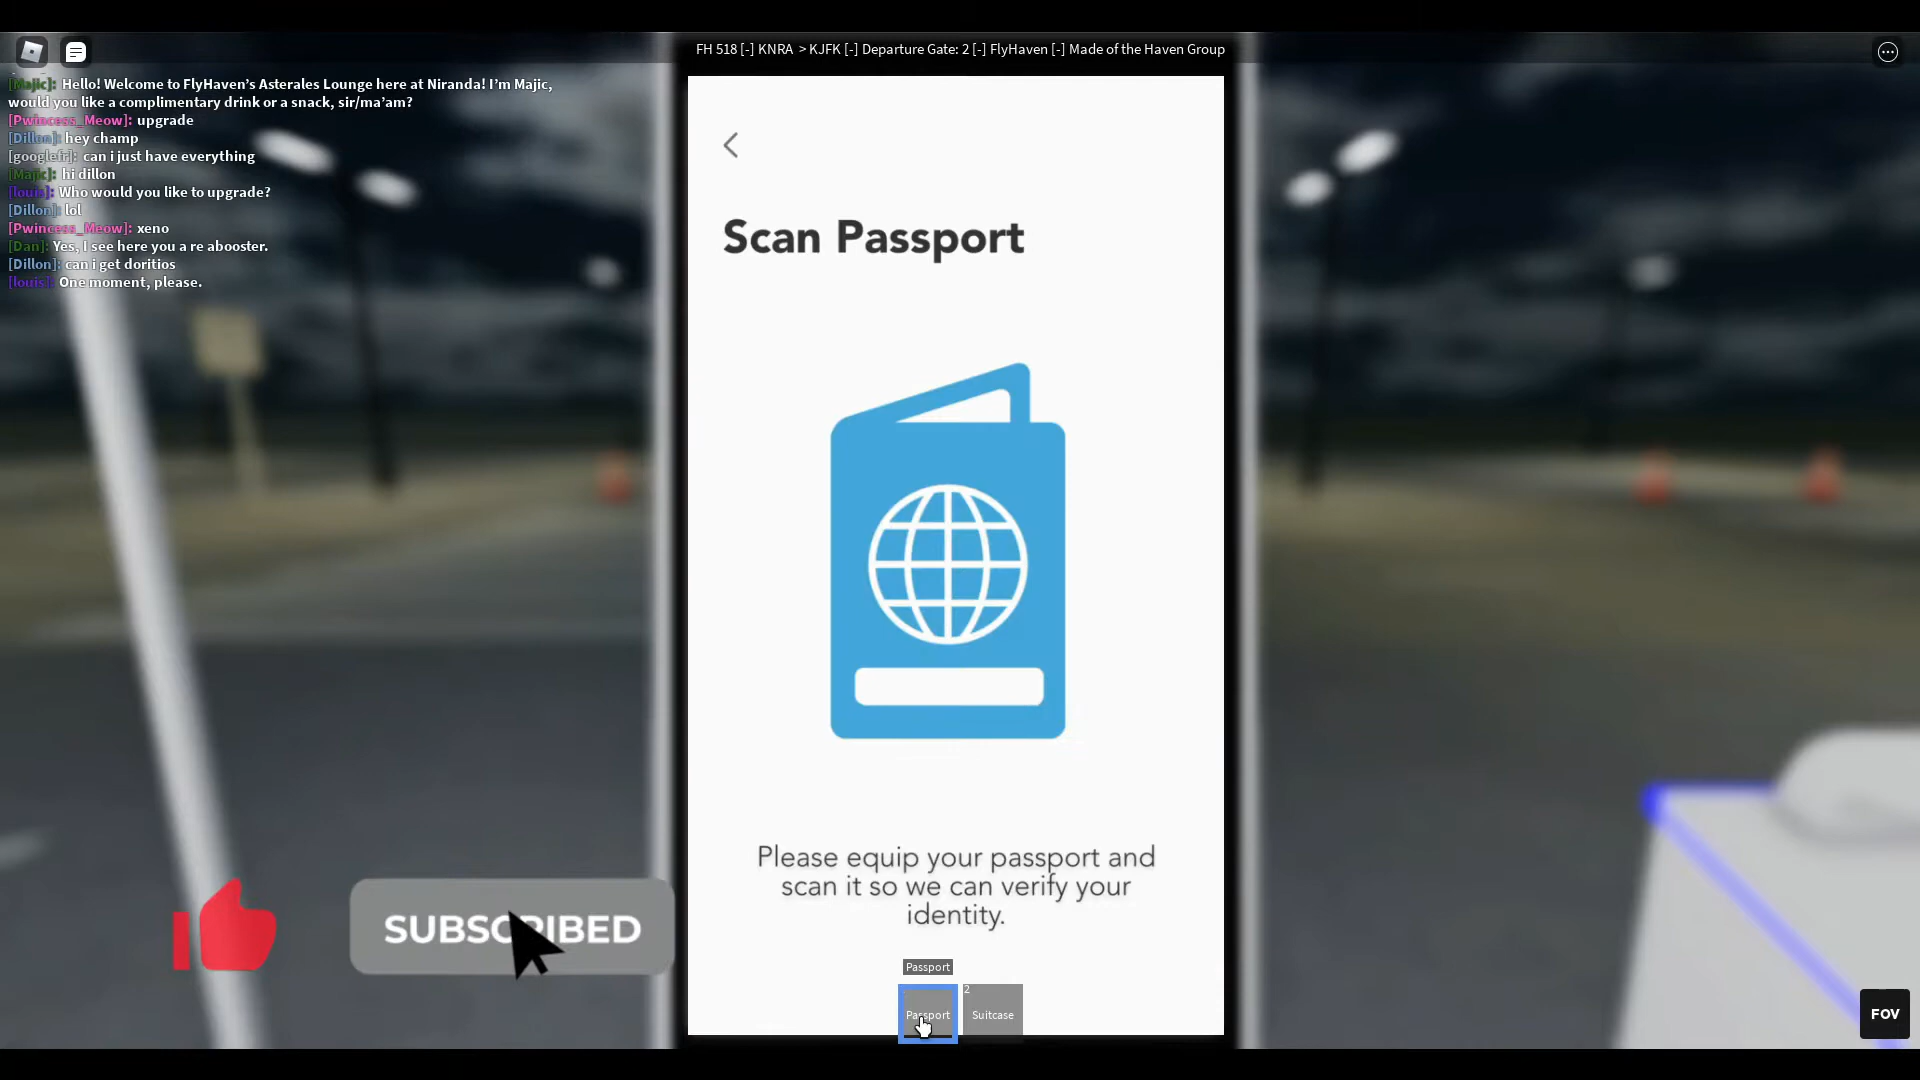 FH 518 [-] KNRA > KJFK [-] Departure Gate: 2 [-] FlyHaven [-] Made of the Haven Group
[Majic]: Hello! Welcome to FlyHaven's Asterales Lounge here at Niranda! I'm Majic,
would you like a complimentary drink or a snack, sir/ma'am?
[Pwincess_Meow]: upgrade
[Dillon]: hey champ
[googlefr]: can i just have everything
[Majic]: hi dillon
[louis]: Who would you like to upgrade?
[Dillon]: lol
[Pwincess_Meow]: xeno
[Dan]: Yes, I see here you a re abooster.
[Dillon]: can i get doritios
[louis]: One moment, please.
Scan Passport
Please equip your passport and
scan it so we can verify your
identity.
SUBSCRIBED
Passport
Passport
2
Suitcase
FOV